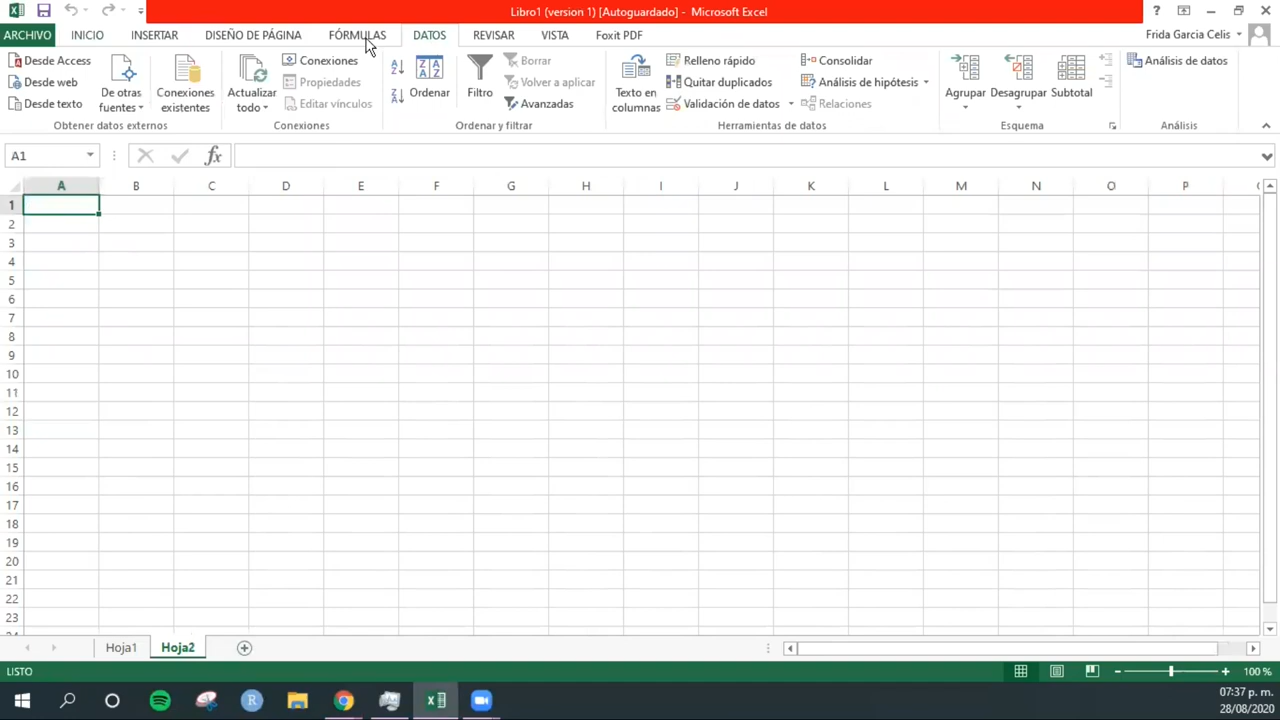 Libro1 (version 1) [Autoguardado] - Microsoft Excel
ARCHIVO INICIO INSERTAR DISEÑO DE PÁGINA FÓRMULAS DATOS REVISAR VISTA Foxit PDF Frida Garcia Celis
Desde Access
Desde web
Desde texto
De otras
fuentes
Conexiones
existentes
Obtener datos externos
Actualizar
todo
Conexiones
Propiedades
Editar vínculos
Conexiones
Ordenar
Filtro
Borrar
Volver a aplicar
Avanzadas
Ordenar y filtrar
Texto en
columnas
Relleno rápido
Quitar duplicados
Validación de datos
Consolidar
Análisis de hipótesis
Relaciones
Herramientas de datos
Agrupar
Desagrupar
Subtotal
Esquema
Análisis de datos
Análisis
A1 fx
A B C D E F G H I J K L M N O P
1
2
3
4
5
6
7
8
9
10
11
12
13
14
15
16
17
18
19
20
21
22
23
Hoja1 Hoja2
LISTO 100 %
07:37 p. m.
28/08/2020